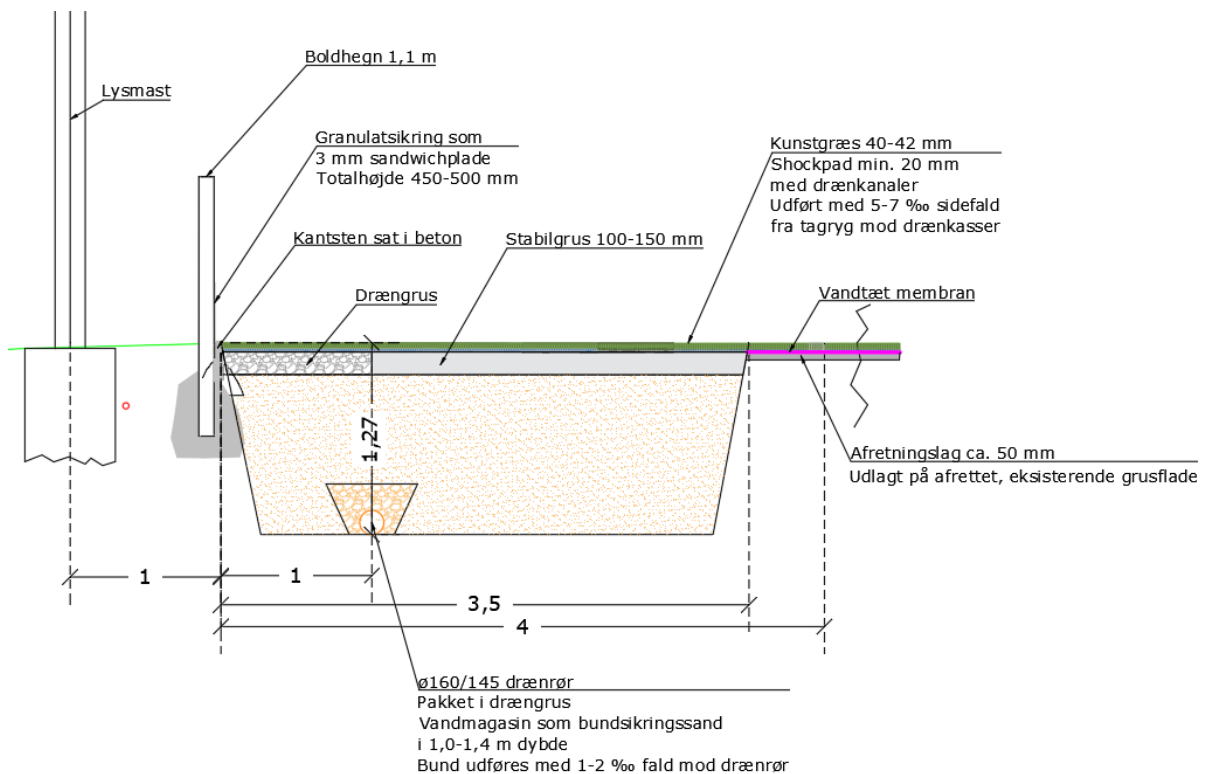 Boldhegn 1,1 m
Lysmast
Granulatsikring som
3 mm sandwichplade
Totalhøjde 450-500 mm
Kunstgræs 40-42 mm
Shockpad min. 20 mm
med drænkanaler
Udført med 5-7 ‰ sidefald
fra tagryg mod drænkasser
Kantsten sat i beton
Stabilgrus 100-150 mm
Drængrus
Vandtæt membran
1,27
Afretningslag ca. 50 mm
Udlagt på afrettet, eksisterende grusflade
1
1
3,5
4
ø160/145 drænrør
Pakket i drængrus
Vandmagasin som bundsikringssand
i 1,0-1,4 m dybde
Bund udføres med 1-2 ‰ fald mod drænrør